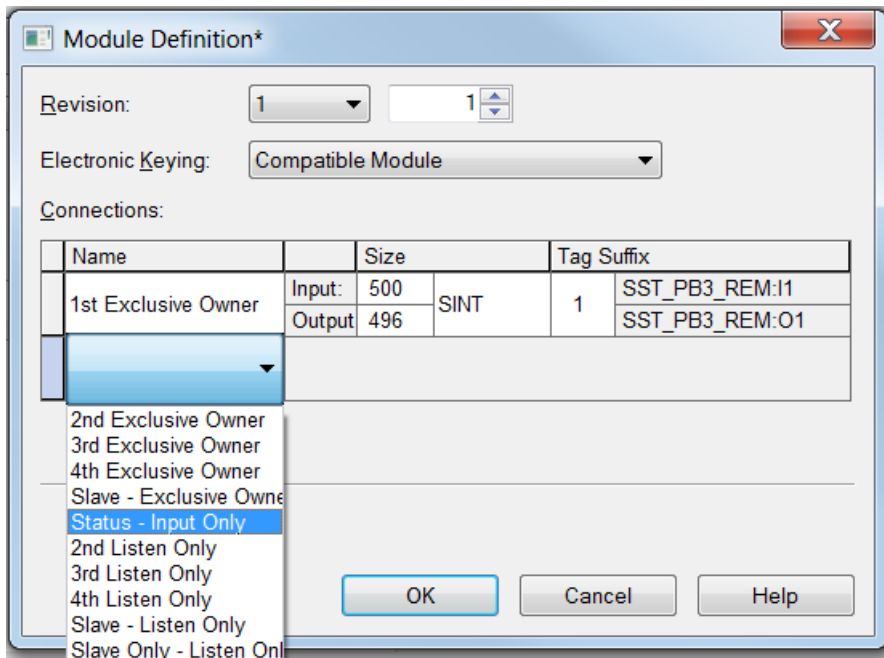 Module Definition*
Revision: 1 1
Electronic Keying: Compatible Module
Connections:
Name Size Tag Suffix
1st Exclusive Owner Input: 500 SINT 1 SST_PB3_REM:I1
Output 496 SST_PB3_REM:O1
2nd Exclusive Owner
3rd Exclusive Owner
4th Exclusive Owner
Slave - Exclusive Owne
Status - Input Only
2nd Listen Only
3rd Listen Only
4th Listen Only
Slave - Listen Only
Slave Only - Listen Onl
OK Cancel Help